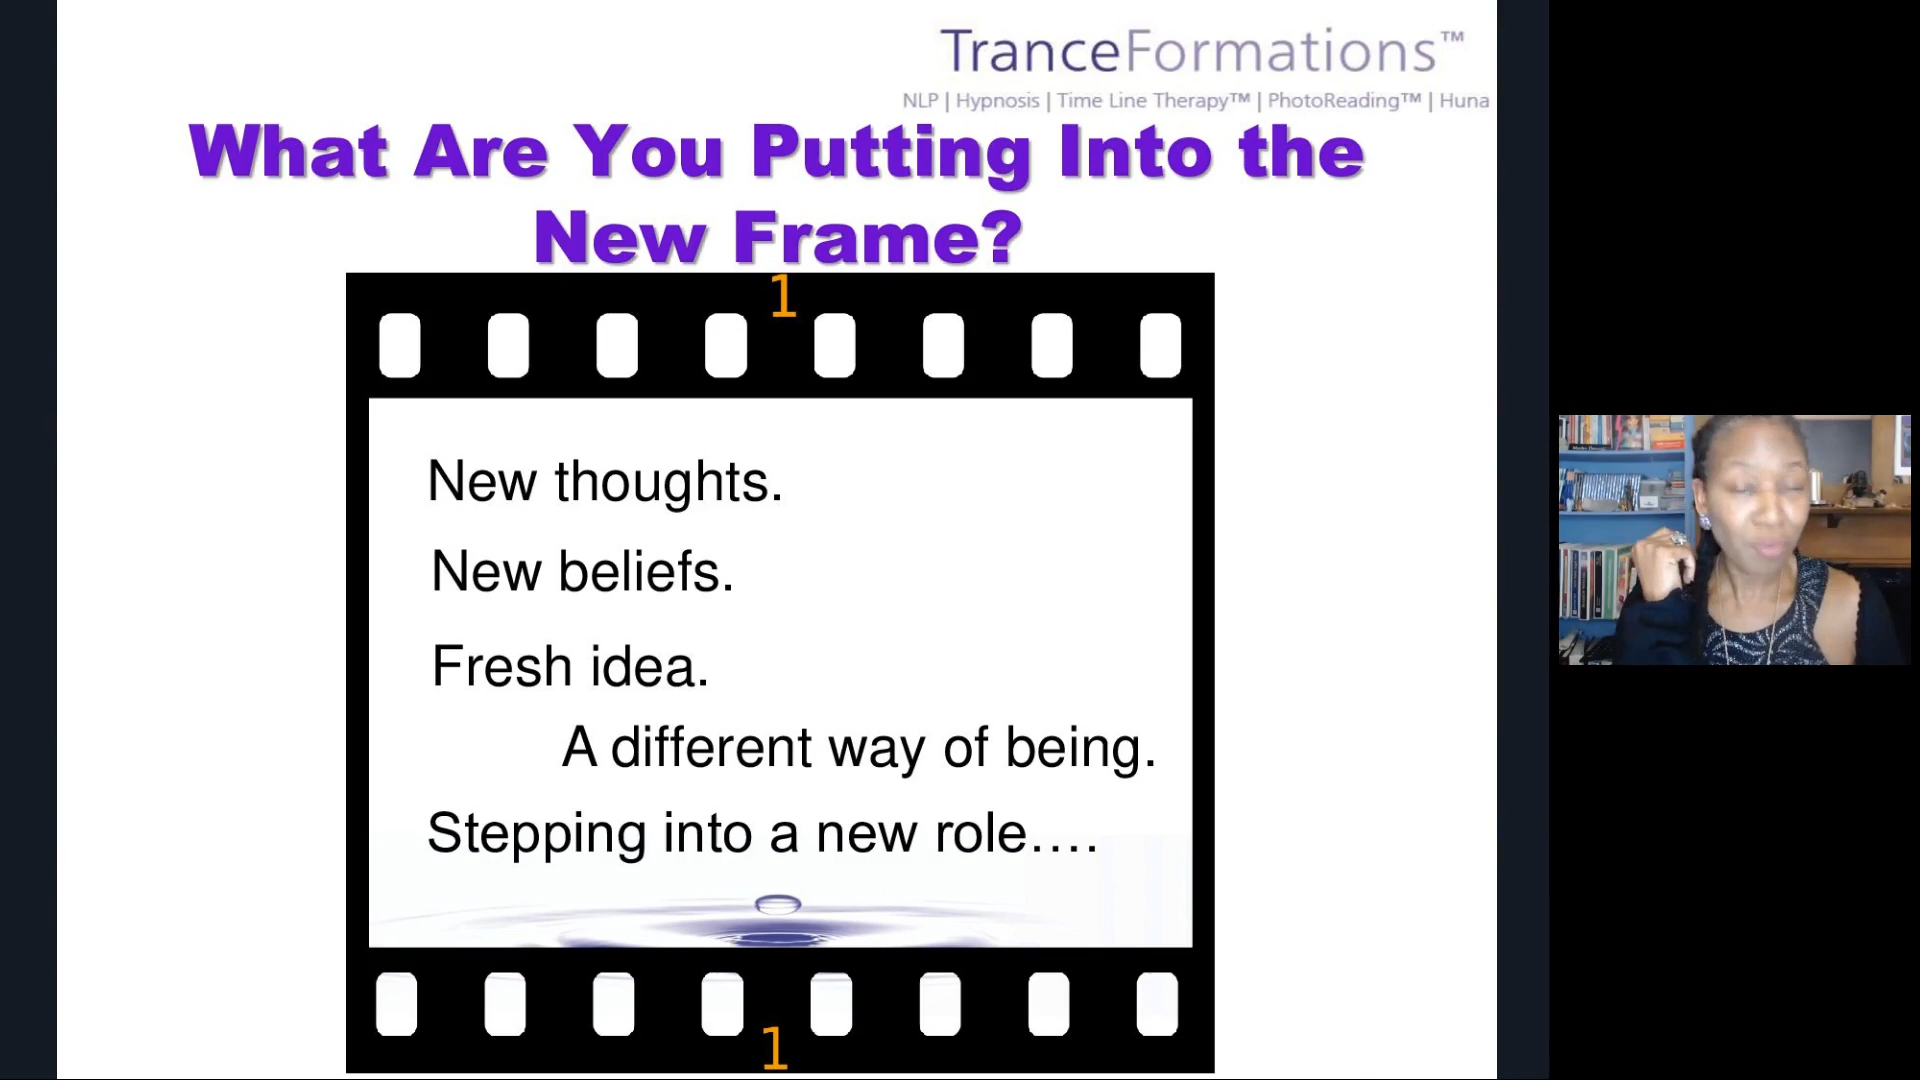 TranceFormations™
NLP | Hypnosis | Time Line Therapy™ | PhotoReading™ | Huna
What Are You Putting Into the
New Frame?
1
New thoughts.
New beliefs.
Fresh idea.
A different way of being.
Stepping into a new role....
1